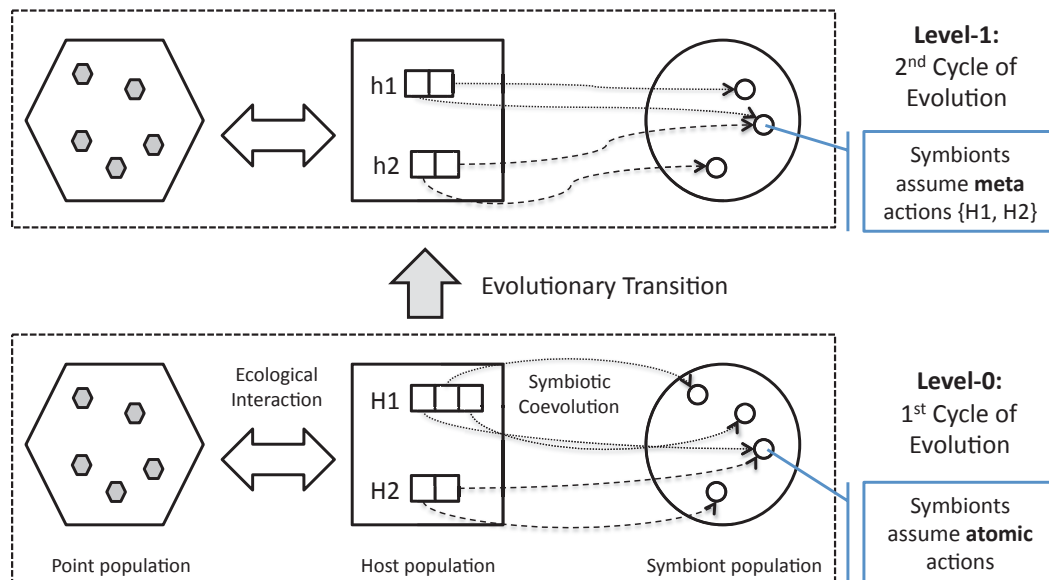 Level-1:
2nd Cycle of
Evolution
h1
h2
Symbionts
assume meta
actions {H1, H2}
Evolutionary Transition
Ecological
Interaction
H1
Symbiotic
Coevolution
H2
Level-0:
1st Cycle of
Evolution
Symbionts
assume atomic
actions
Point population
Host population
Symbiont population